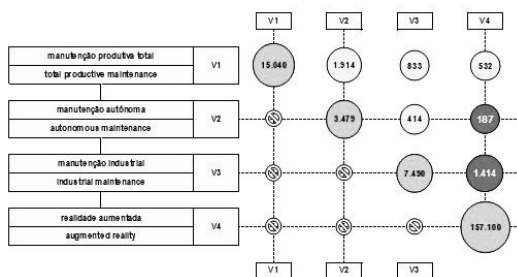 V1 V2 V3 V4
manutenção produtiva total
total productive maintenance
V1
15.040 1.914 833 532
manutenção autônoma
autonomous maintenance
V2
3.479 414 187
manutenção industrial
industrial maintenance
V3
7.490 1.414
realidade aumentada
augmented reality
V4
157.100
V1 V2 V3